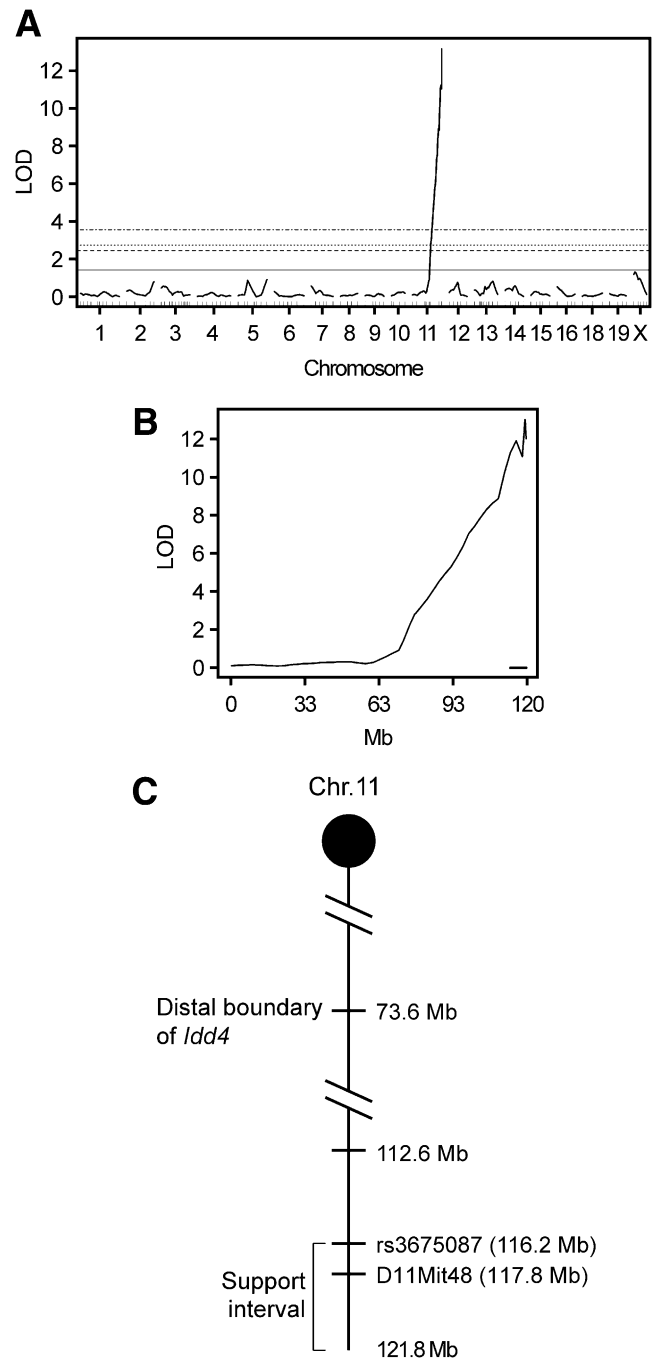 A
LOD
12
10
8
6
4
2
0
1 2 3 4 5 6 7 8 9 10 11 12 13 14 15 16 18 19 X
Chromosome
B
LOD
12
10
8
6
4
2
0
0 33 63 93 120
Mb
C
Chr.11
Distal boundary
of Idd4
73.6 Mb
112.6 Mb
rs3675087 (116.2 Mb)
D11Mit48 (117.8 Mb)
Support
interval
121.8 Mb